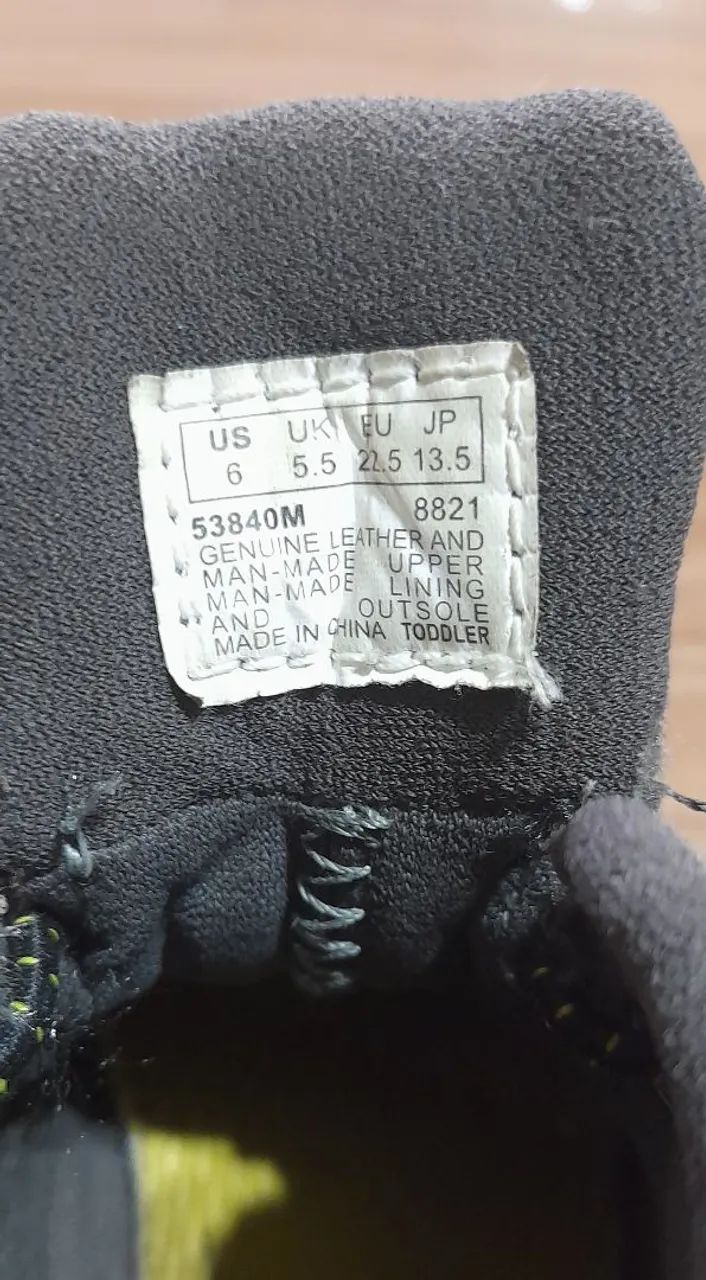 US UK EU JP
6 5.5 22.5 13.5
53840M 8821
GENUINE LEATHER AND
MAN-MADE UPPER
MAN-MADE LINING
AND OUTSOLE
MADE IN CHINA TODDLER